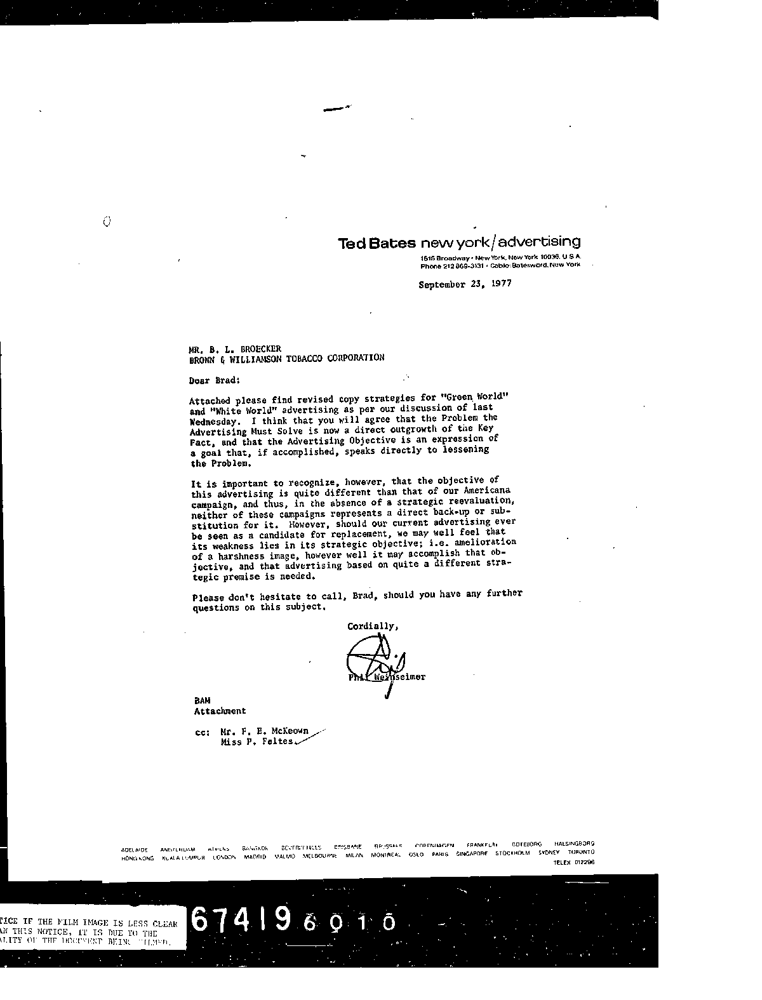 Ted Bates new york/advertising
1515 Broadway • New York, New York 10036, U S A
Phone 212 869-3131 • Cable: Batesword, New York
September 23, 1977
MR. B. L. BROECKER
BROWN & WILLIAMSON TOBACCO CORPORATION
Dear Brad:
Attached please find revised copy strategies for "Green World"
and "White World" advertising as per our discussion of last
Wednesday. I think that you will agree that the Problem the
Advertising Must Solve is now a direct outgrowth of the Key
Fact, and that the Advertising Objective is an expression of
a goal that, if accomplished, speaks directly to lessening
the Problem.
It is important to recognize, however, that the objective of
this advertising is quite different than that of our Americana
campaign, and thus, in the absence of a strategic reevaluation,
neither of these campaigns represents a direct back-up or sub-
stitution for it. However, should our current advertising ever
be seen as a candidate for replacement, we may well feel that
its weakness lies in its strategic objective; i.e. amelioration
of a harshness image, however well it may accomplish that ob-
jective, and that advertising based on quite a different stra-
tegic premise is needed.
Please don't hesitate to call, Brad, should you have any further
questions on this subject.
Cordially,
Phil Weinseimer
BAM
Attachment
cc: Mr. F. E. McKeown
Miss P. Feltes
ADELAIDE AMSTERDAM ATHENS BANGKOK BEVERLY HILLS BRISBANE BRUSSELS COPENHAGEN FRANKFURT GOTEBORG HALSINGBORG
HONG KONG KUALA LUMPUR LONDON MADRID MALMO MELBOURNE MILAN MONTREAL OSLO PARIS SINGAPORE STOCKHOLM SYDNEY TORONTO
TELEX 012296
TICE IF THE FILM IMAGE IS LESS CLEAR
AN THIS NOTICE, IT IS DUE TO THE
ALITY OF THE DOCUMENT BEING FILMED.
674196010